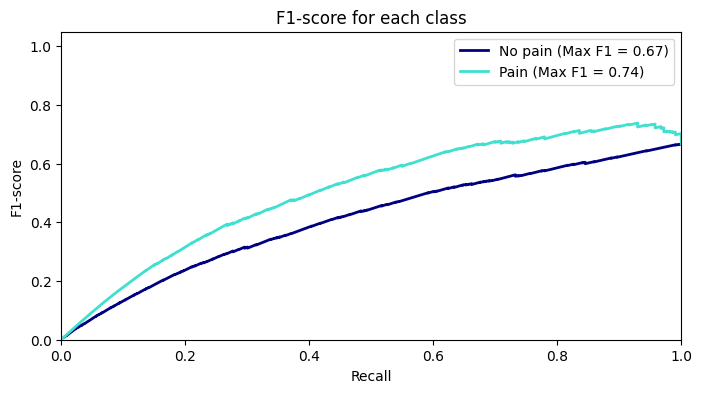 F1-score for each class
No pain (Max F1 = 0.67)
Pain (Max F1 = 0.74)
F1-score
1.0
0.8
0.6
0.4
0.2
0.0
0.0 0.2 0.4 0.6 0.8 1.0
Recall